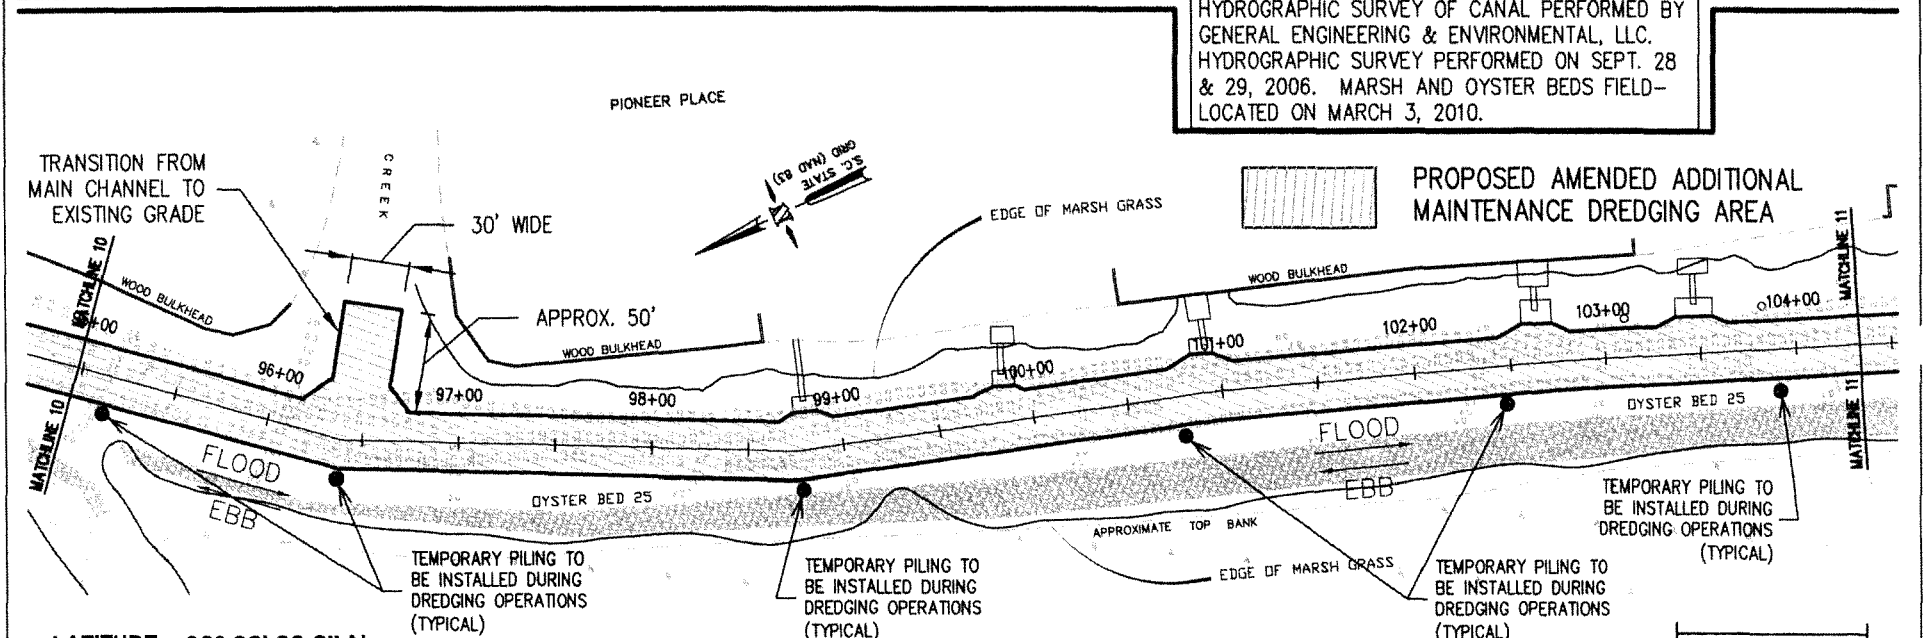 HYDROGRAPHIC SURVEY OF CANAL PERFORMED BY
GENERAL ENGINEERING & ENVIRONMENTAL, LLC.
HYDROGRAPHIC SURVEY PERFORMED ON SEPT. 28
& 29, 2006. MARSH AND OYSTER BEDS FIELD-
LOCATED ON MARCH 3, 2010.
PIONEER PLACE
TRANSITION FROM
MAIN CHANNEL TO
EXISTING GRADE
CREEK
30' WIDE
S.C. STATE
GRID (NAD 83)
EDGE OF MARSH GRASS
PROPOSED AMENDED ADDITIONAL
MAINTENANCE DREDGING AREA
MATCHLINE 10
WOOD BULKHEAD
APPROX. 50'
WOOD BULKHEAD
WOOD BULKHEAD
MATCHLINE 11
96+00
97+00
98+00
99+00
100+00
101+00
102+00
103+00
104+00
MATCHLINE 10
MATCHLINE 11
FLOOD
EBB
OYSTER BED 25
FLOOD
EBB
OYSTER BED 25
APPROXIMATE TOP BANK
EDGE OF MARSH GRASS
TEMPORARY PILING TO
BE INSTALLED DURING
DREDGING OPERATIONS
(TYPICAL)
TEMPORARY PILING TO
BE INSTALLED DURING
DREDGING OPERATIONS
(TYPICAL)
TEMPORARY PILING TO
BE INSTALLED DURING
DREDGING OPERATIONS
(TYPICAL)
TEMPORARY PILING TO
BE INSTALLED DURING
DREDGING OPERATIONS
(TYPICAL)